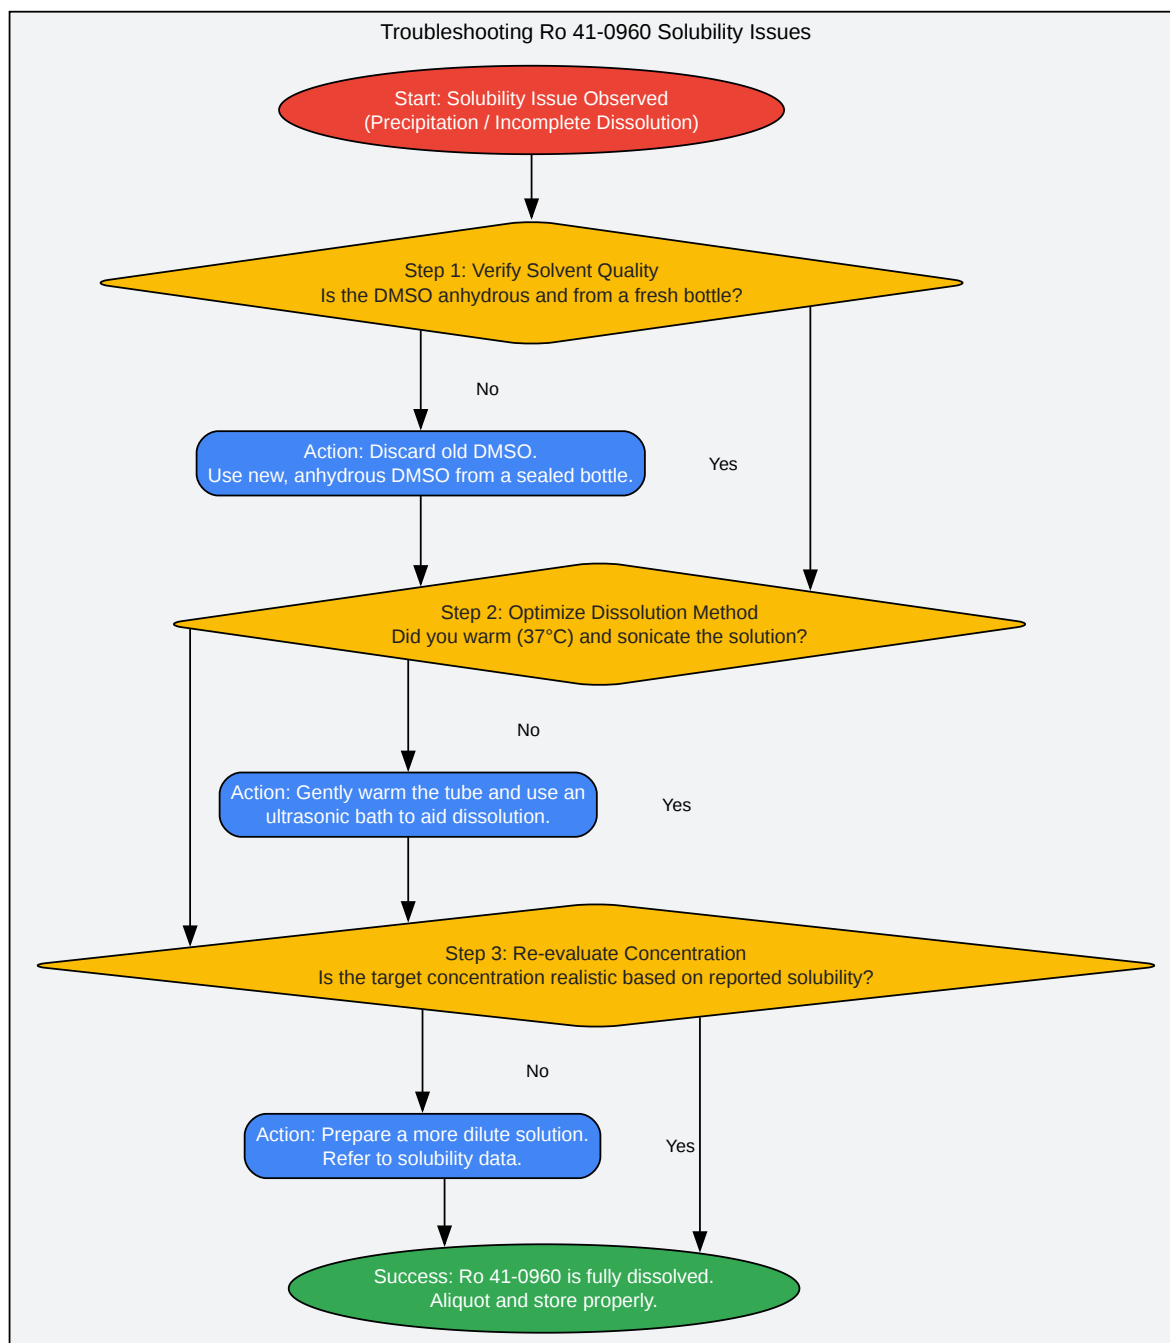 Troubleshooting Ro 41-0960 Solubility Issues
Start: Solubility Issue Observed
(Precipitation / Incomplete Dissolution)
Step 1: Verify Solvent Quality
Is the DMSO anhydrous and from a fresh bottle?
No
Action: Discard old DMSO.
Use new, anhydrous DMSO from a sealed bottle.
Yes
Step 2: Optimize Dissolution Method
Did you warm (37°C) and sonicate the solution?
No
Action: Gently warm the tube and use an
ultrasonic bath to aid dissolution.
Yes
Step 3: Re-evaluate Concentration
Is the target concentration realistic based on reported solubility?
No
Action: Prepare a more dilute solution.
Refer to solubility data.
Yes
Success: Ro 41-0960 is fully dissolved.
Aliquot and store properly.